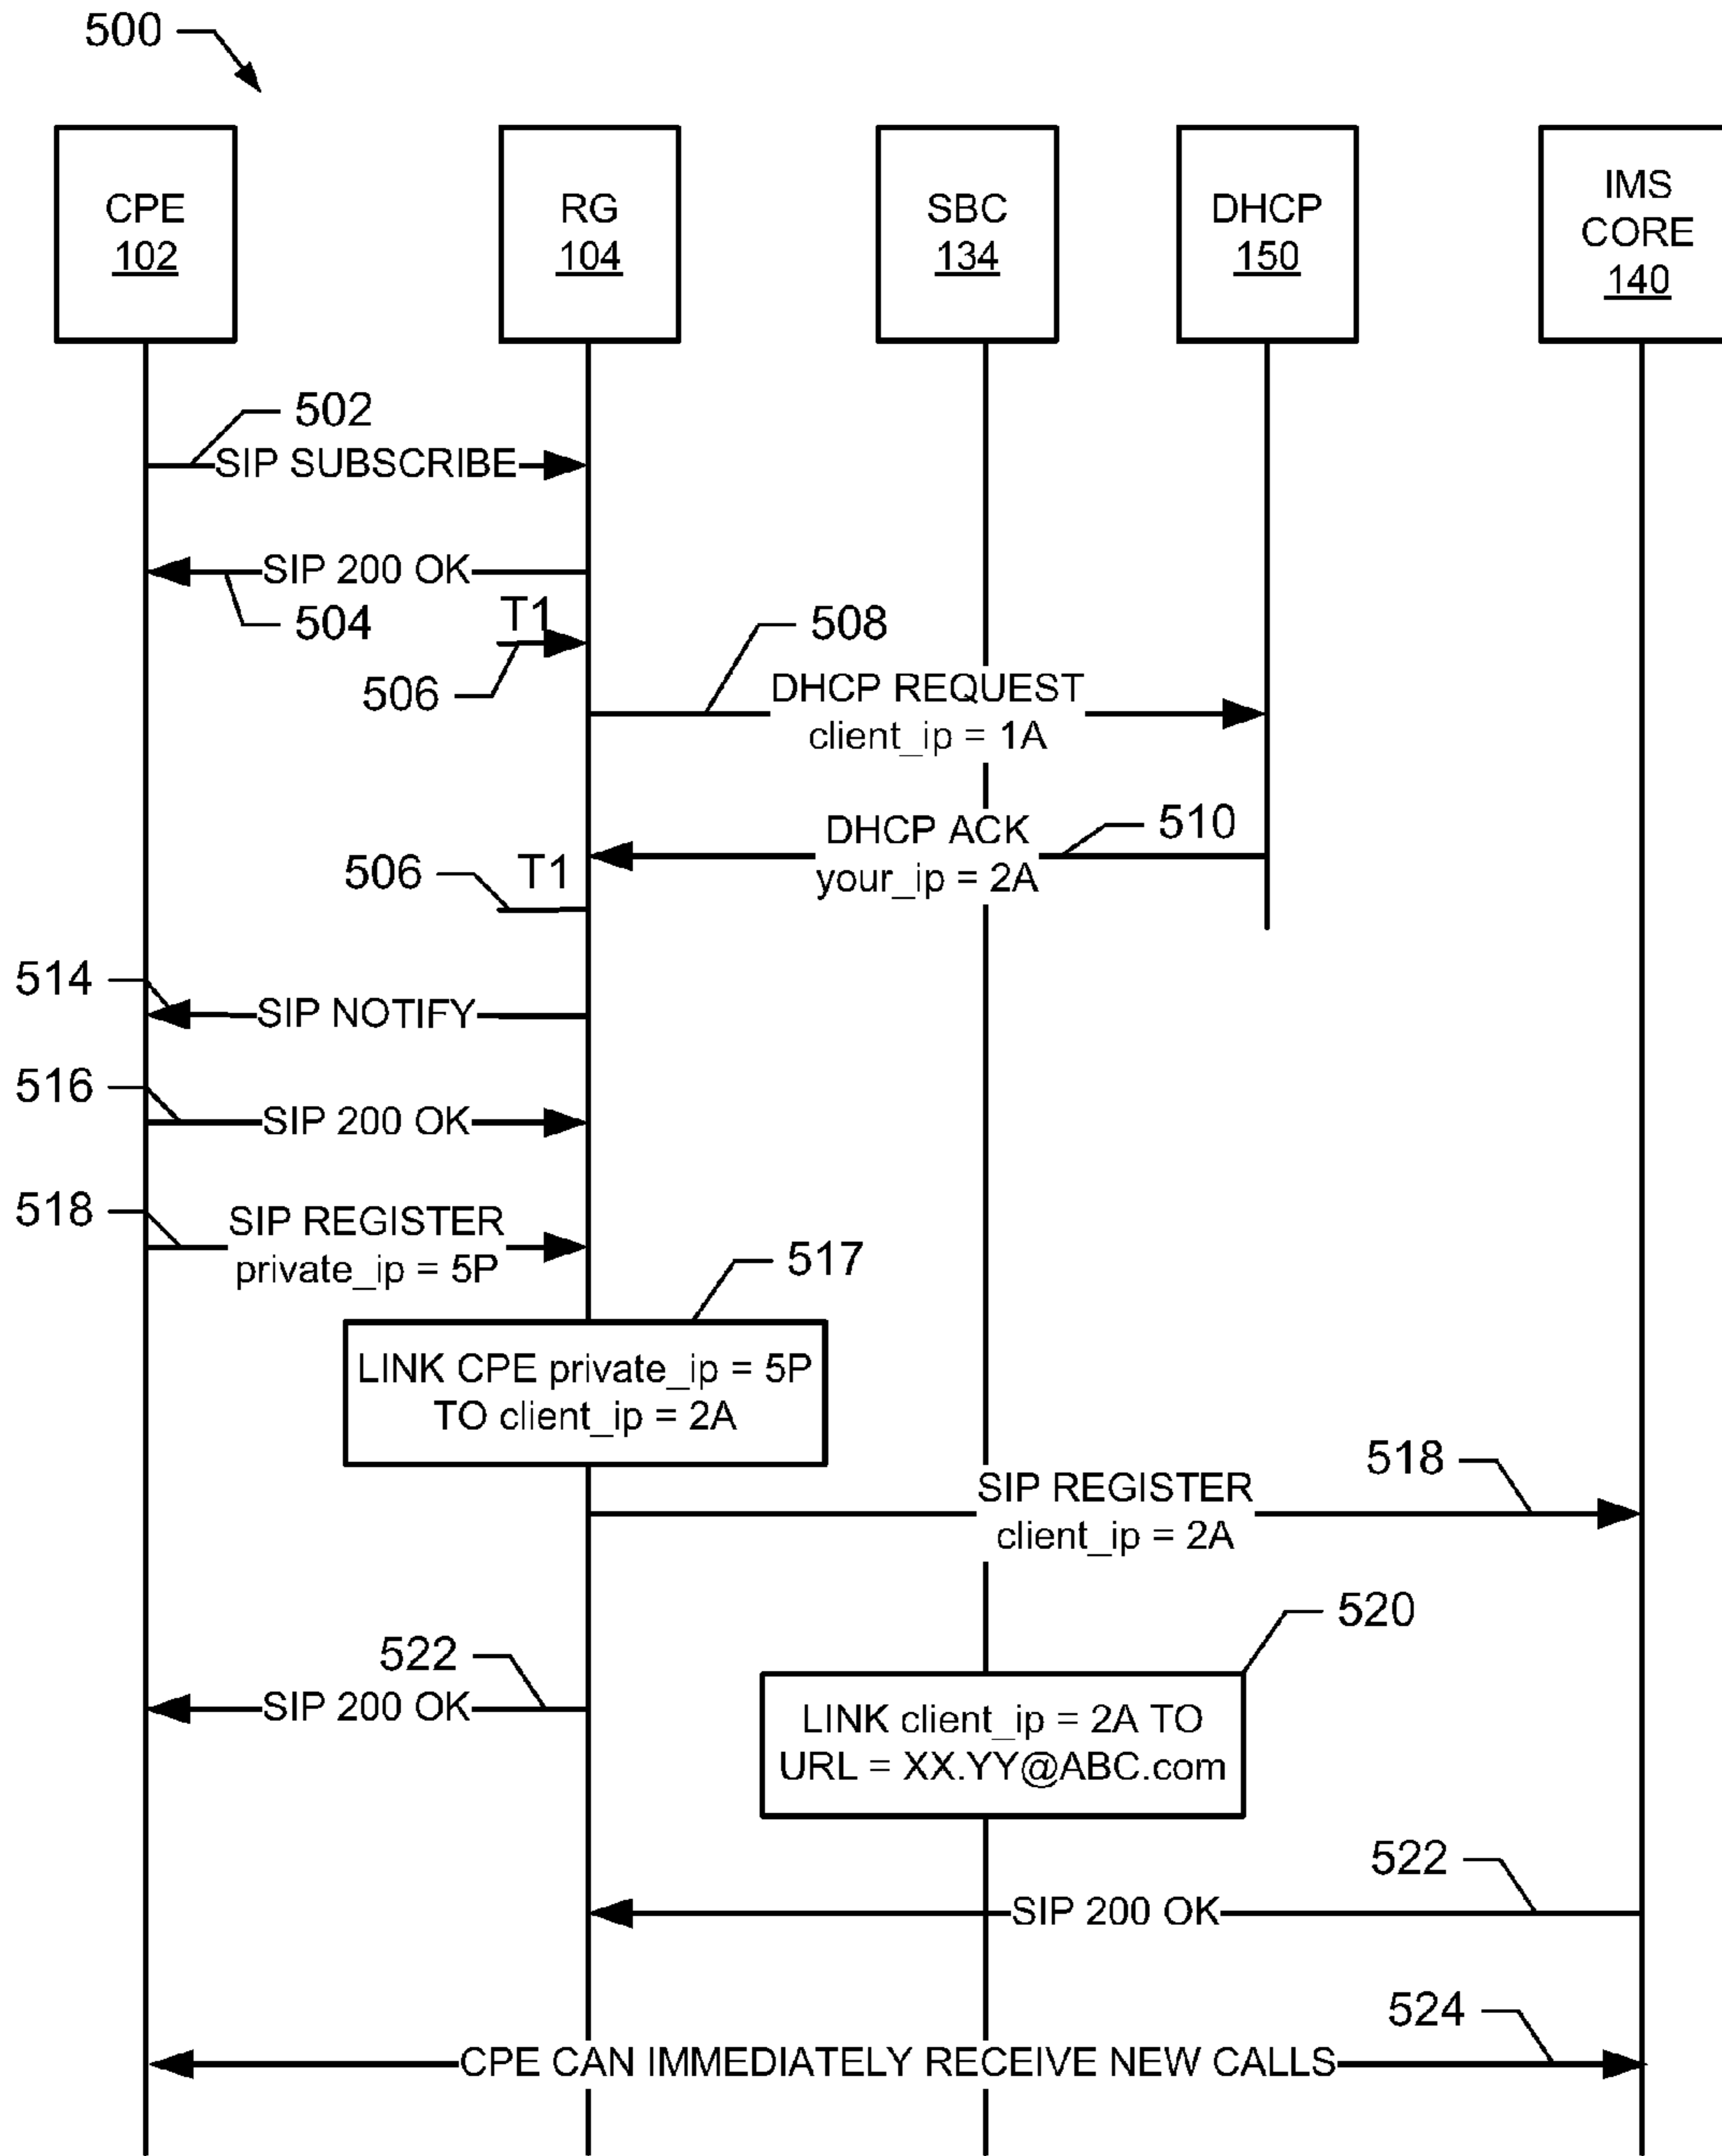 500
CPE
102
RG
104
SBC
134
DHCP
150
IMS
CORE
140
502
SIP SUBSCRIBE
SIP 200 OK
504
T1
506
508
DHCP REQUEST
client_ip = 1A
510
DHCP ACK
your_ip = 2A
506
T1
514
SIP NOTIFY
516
SIP 200 OK
518
SIP REGISTER
private_ip = 5P
517
LINK CPE private_ip = 5P
TO client_ip = 2A
518
SIP REGISTER
client_ip = 2A
520
522
SIP 200 OK
LINK client_ip = 2A TO
URL = XX.YY@ABC.com
522
SIP 200 OK
524
CPE CAN IMMEDIATELY RECEIVE NEW CALLS